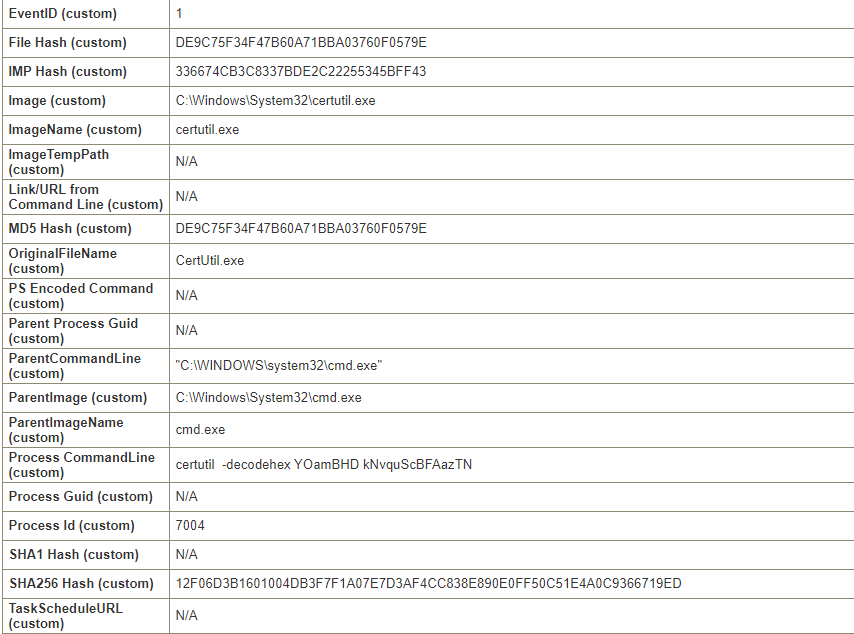 EventID (custom) 1
File Hash (custom) DE9C75F34F47B60A71BBA03760F0579E
IMP Hash (custom) 336674CB3C8337BDE2C22255345BFF43
Image (custom) C:\Windows\System32\certutil.exe
ImageName (custom) certutil.exe
ImageTempPath
(custom) N/A
Link/URL from
Command Line (custom) N/A
MD5 Hash (custom) DE9C75F34F47B60A71BBA03760F0579E
OriginalFileName
(custom) CertUtil.exe
PS Encoded Command
(custom) N/A
Parent Process Guid
(custom) N/A
ParentCommandLine
(custom) "C:\WINDOWS\system32\cmd.exe"
ParentImage (custom) C:\Windows\System32\cmd.exe
ParentImageName
(custom) cmd.exe
Process CommandLine
(custom) certutil  -decodehex YOamBHD kNvquScBFAazTN
Process Guid (custom) N/A
Process Id (custom) 7004
SHA1 Hash (custom) N/A
SHA256 Hash (custom) 12F06D3B1601004DB3F7F1A07E7D3AF4CC838E890E0FF50C51E4A0C9366719ED
TaskScheduleURL
(custom) N/A